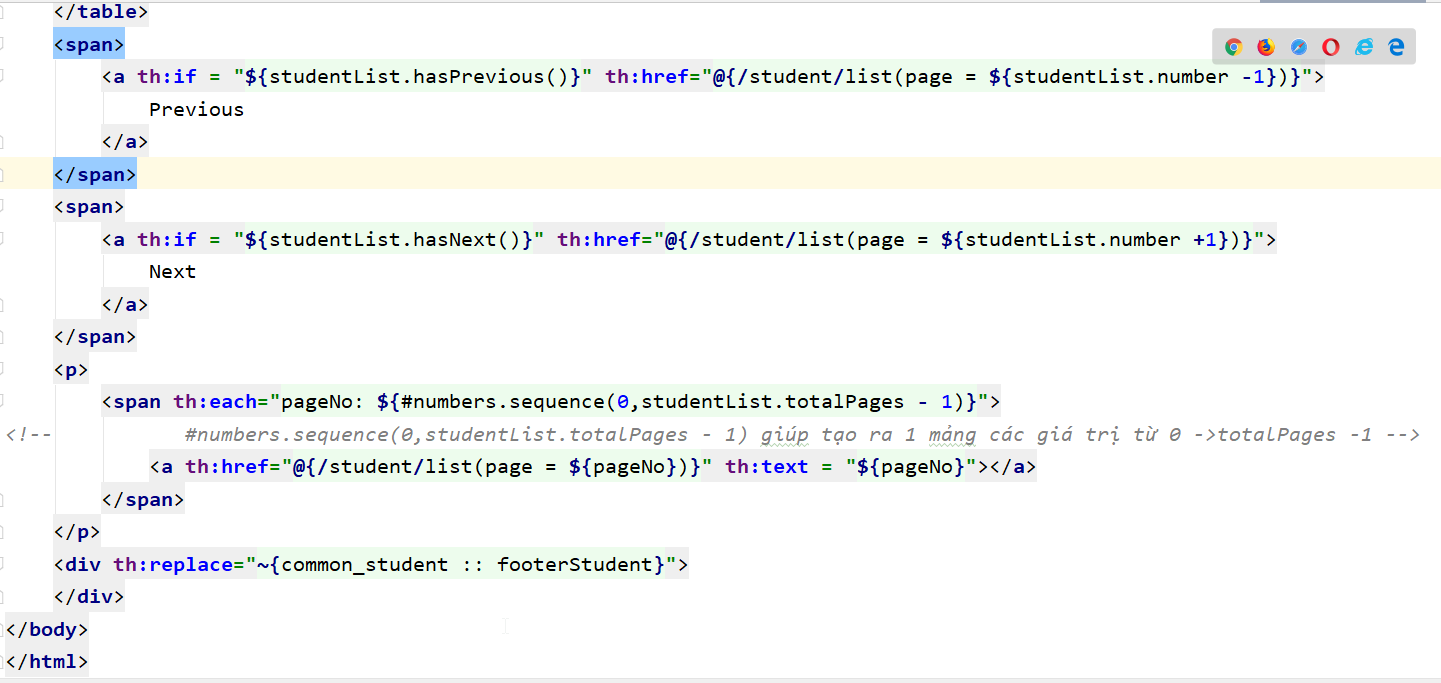 </table>
<span>
<a th:if = "${studentList.hasPrevious()}" th:href="@{/student/list(page = ${studentList.number -1})}">
Previous
</a>
</span>
<span>
<a th:if = "${studentList.hasNext()}" th:href="@{/student/list(page = ${studentList.number +1})}">
Next
</a>
</span>
<p>
<span th:each="pageNo: ${#numbers.sequence(0,studentList.totalPages - 1)}">
<!-- #numbers.sequence(0,studentList.totalPages - 1) giúp tạo ra 1 mảng các giá trị từ 0 ->totalPages -1 -->
<a th:href="@{/student/list(page = ${pageNo})}" th:text = "${pageNo}"></a>
</span>
</p>
<div th:replace="~{common_student :: footerStudent}">
</div>
</body>
</html>